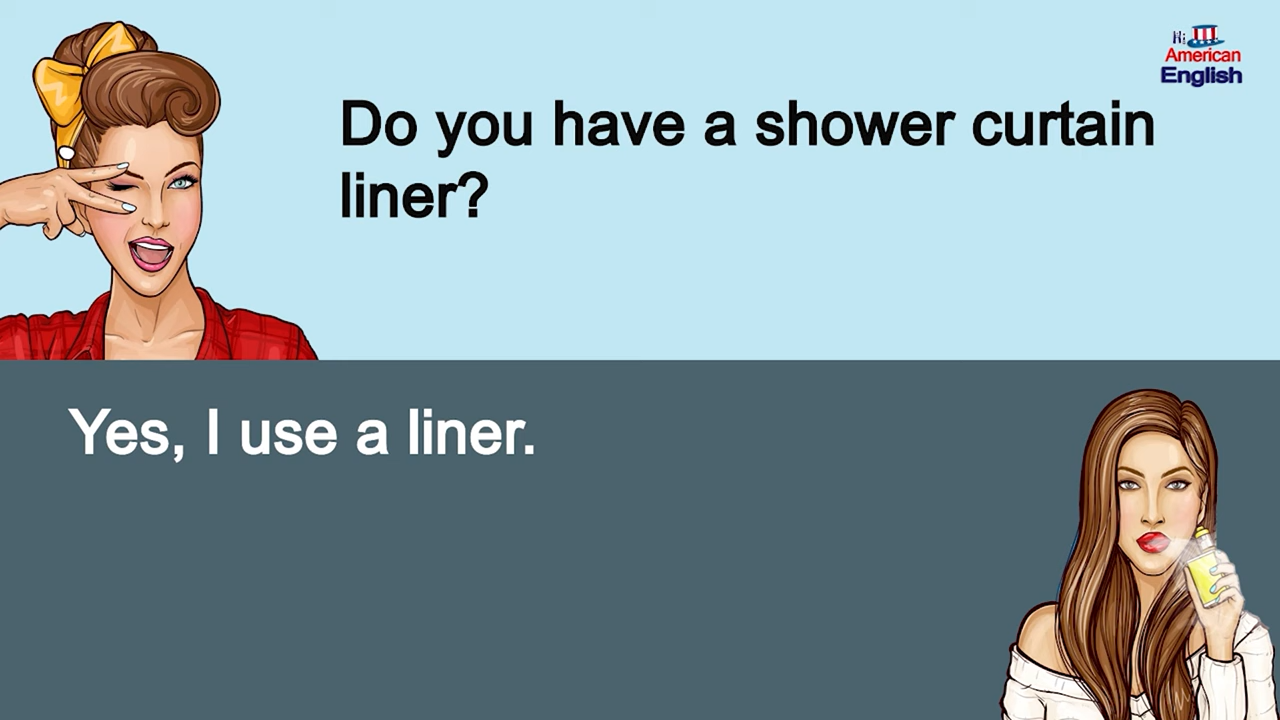 Hi
American
English
Do you have a shower curtain
liner?
Yes, I use a liner.